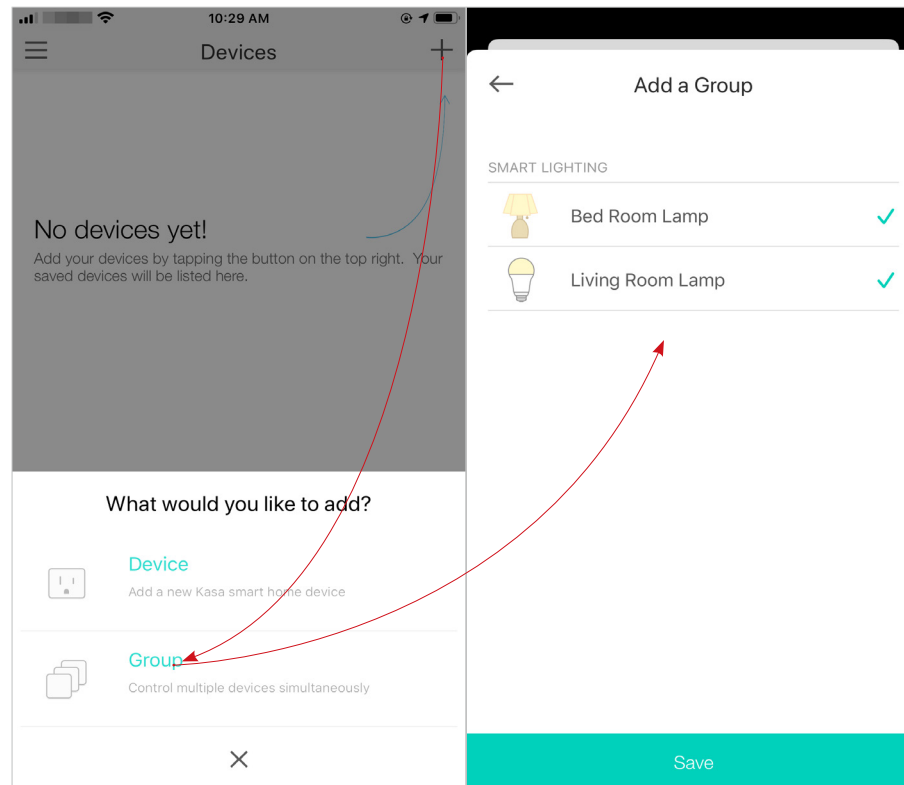 10:29 AM
Devices
No devices yet!
Add your devices by tapping the button on the top right. Your
saved devices will be listed here.
What would you like to add?
Device
Add a new Kasa smart home device
Group
Control multiple devices simultaneously
Add a Group
SMART LIGHTING
Bed Room Lamp
Living Room Lamp
Save